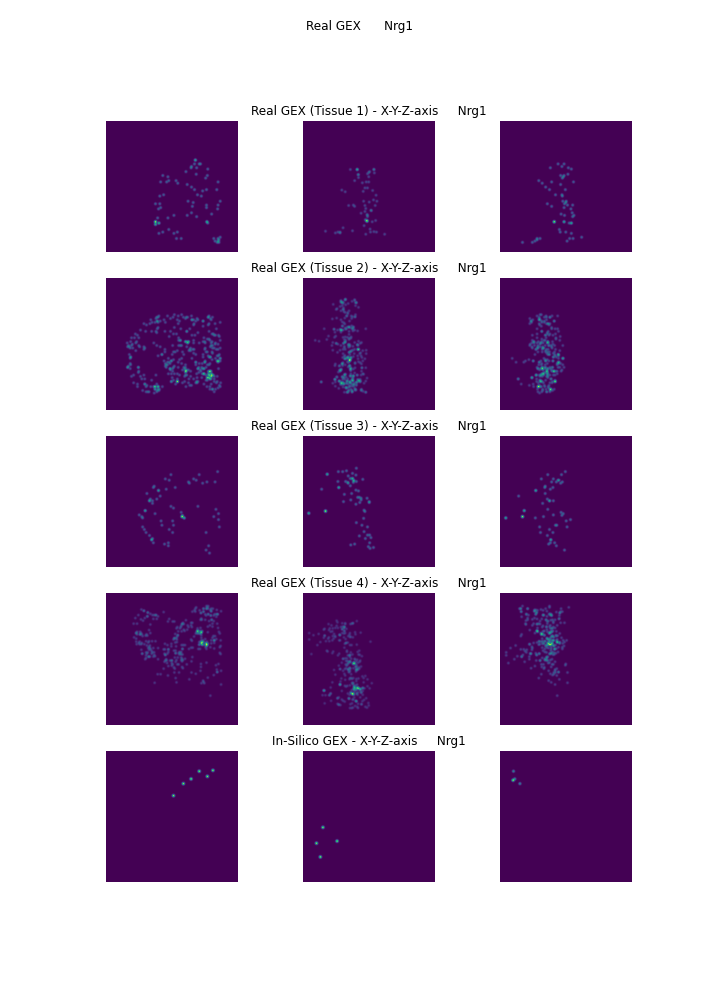 Real GEX Nrg1
Real GEX (Tissue 1) - X-Y-Z-axis Nrg1
Real GEX (Tissue 2) - X-Y-Z-axis Nrg1
Real GEX (Tissue 3) - X-Y-Z-axis Nrg1
Real GEX (Tissue 4) - X-Y-Z-axis Nrg1
In-Silico GEX - X-Y-Z-axis Nrg1